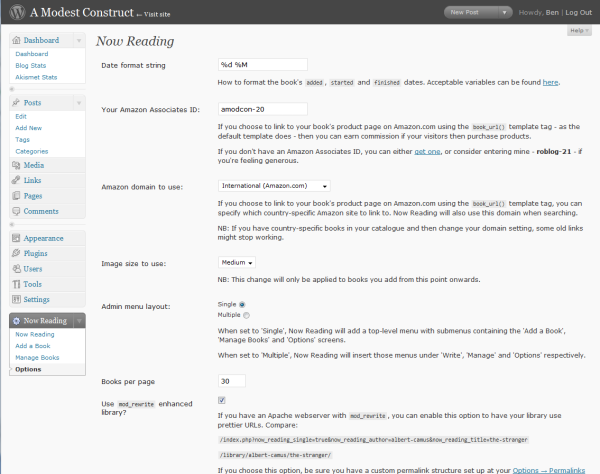 A Modest Construct ← Visit site
New Post
Howdy, Ben | Log Out
Help
Dashboard
Dashboard
Blog Stats
Akismet Stats
Posts
Edit
Add New
Tags
Categories
Media
Links
Pages
Comments
Appearance
Plugins
Users
Tools
Settings
Now Reading
Now Reading
Add a Book
Manage Books
Options
Now Reading
Date format string
%d %M
How to format the book's added , started and finished dates. Acceptable variables can be found here.
Your Amazon Associates ID:
amodcon-20
If you choose to link to your book's product page on Amazon.com using the book_url() template tag - as the
default template does - then you can earn commission if your visitors then purchase products.
If you don't have an Amazon Associates ID, you can either get one, or consider entering mine - roblog-21 - if
you're feeling generous.
Amazon domain to use:
International (Amazon.com)
If you choose to link to your book's product page on Amazon.com using the book_url() template tag, you can
specify which country-specific Amazon site to link to. Now Reading will also use this domain when searching.
NB: If you have country-specific books in your catalogue and then change your domain setting, some old links
might stop working.
Image size to use:
Medium
NB: This change will only be applied to books you add from this point onwards.
Admin menu layout:
Single
Multiple
When set to 'Single', Now Reading will add a top-level menu with submenus containing the 'Add a Book',
'Manage Books' and 'Options' screens.
When set to 'Multiple', Now Reading will insert those menus under 'Write', 'Manage' and 'Options' respectively.
Books per page
30
Use mod_rewrite enhanced
library?
If you have an Apache webserver with mod_rewrite, you can enable this option to have your library use
prettier URLs. Compare:
/index.php?now_reading_single=true&now_reading_author=albert-camus&now_reading_title=the-stranger
/library/albert-camus/the-stranger/
If you choose this option, be sure you have a custom permalink structure set up at your Options → Permalinks